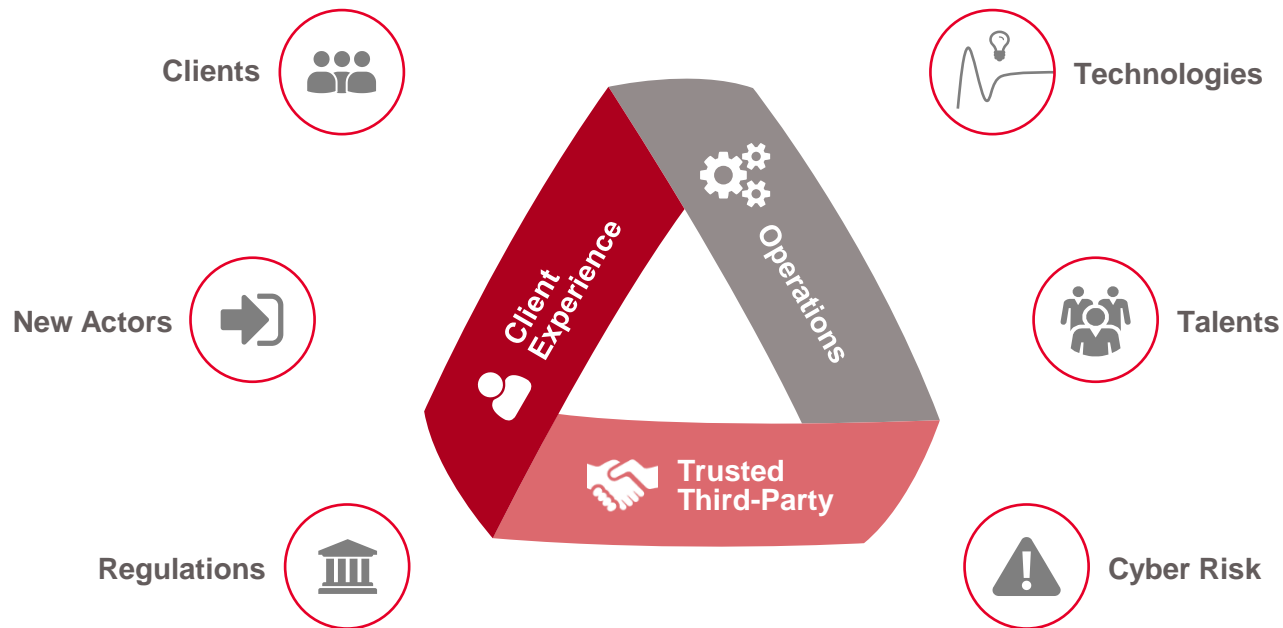 Clients
Technologies
Client
Experience
Operations
New Actors
Talents
Trusted
Third-Party
Regulations
Cyber Risk